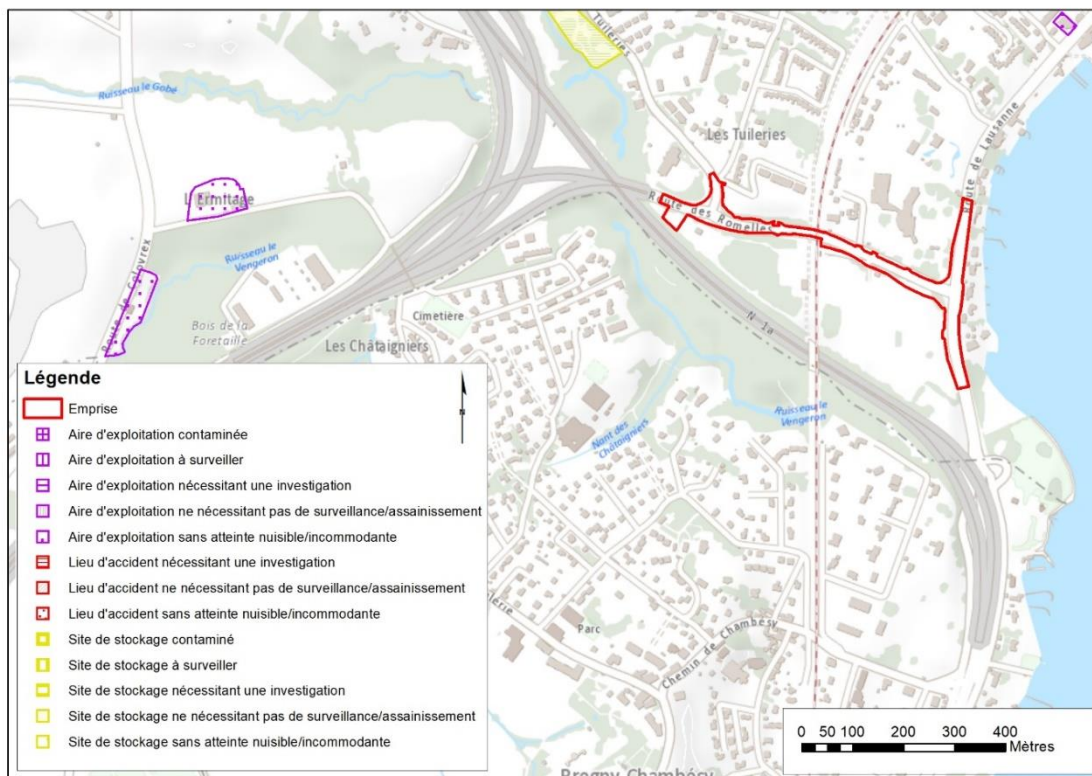 Tuileries
Ruisseau le Gobé
Les Tuileries
Route de Lausanne
L'Ermitage
Route des Romelles
Route de Colovrex
Ruisseau le
Vengeron
Bois de la
Foretaille
Cimetière
N 1a
Les Châtaigniers
Ruisseau le
Vengeron
Nant des
Châtaigniers
Légende
N
Emprise
Aire d'exploitation contaminée
Aire d'exploitation à surveiller
Aire d'exploitation nécessitant une investigation
Aire d'exploitation ne nécessitant pas de surveillance/assainissement
Aire d'exploitation sans atteinte nuisible/incommodante
Lieu d'accident nécessitant une investigation
Lieu d'accident ne nécessitant pas de surveillance/assainissement
Lieu d'accident sans atteinte nuisible/incommodante
Site de stockage contaminé
Site de stockage à surveiller
Site de stockage nécessitant une investigation
Site de stockage ne nécessitant pas de surveillance/assainissement
Site de stockage sans atteinte nuisible/incommodante
Parc
Chemin de Chambésy
0 50 100 200 300 400
Mètres